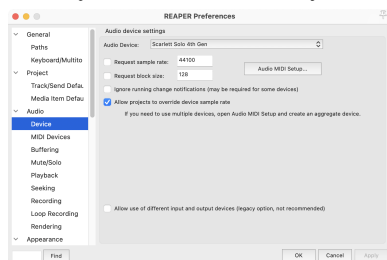 REAPER Preferences
General
Paths
Keyboard/Multito
Project
Track/Send Defau
Media Item Defau
Audio
Device
MIDI Devices
Buffering
Mute/Solo
Playback
Seeking
Recording
Loop Recording
Rendering
Appearance
Find
Audio device settings
Audio Device: Scarlett Solo 4th Gen
Request sample rate: 44100
Request block size: 128
Audio MIDI Setup...
Ignore running change notifications (may be required for some devices)
Allow projects to override device sample rate
If you need to use multiple devices, open Audio MIDI Setup and create an aggregate device.
Allow use of different input and output devices (legacy option, not recommended)
OK Cancel Apply